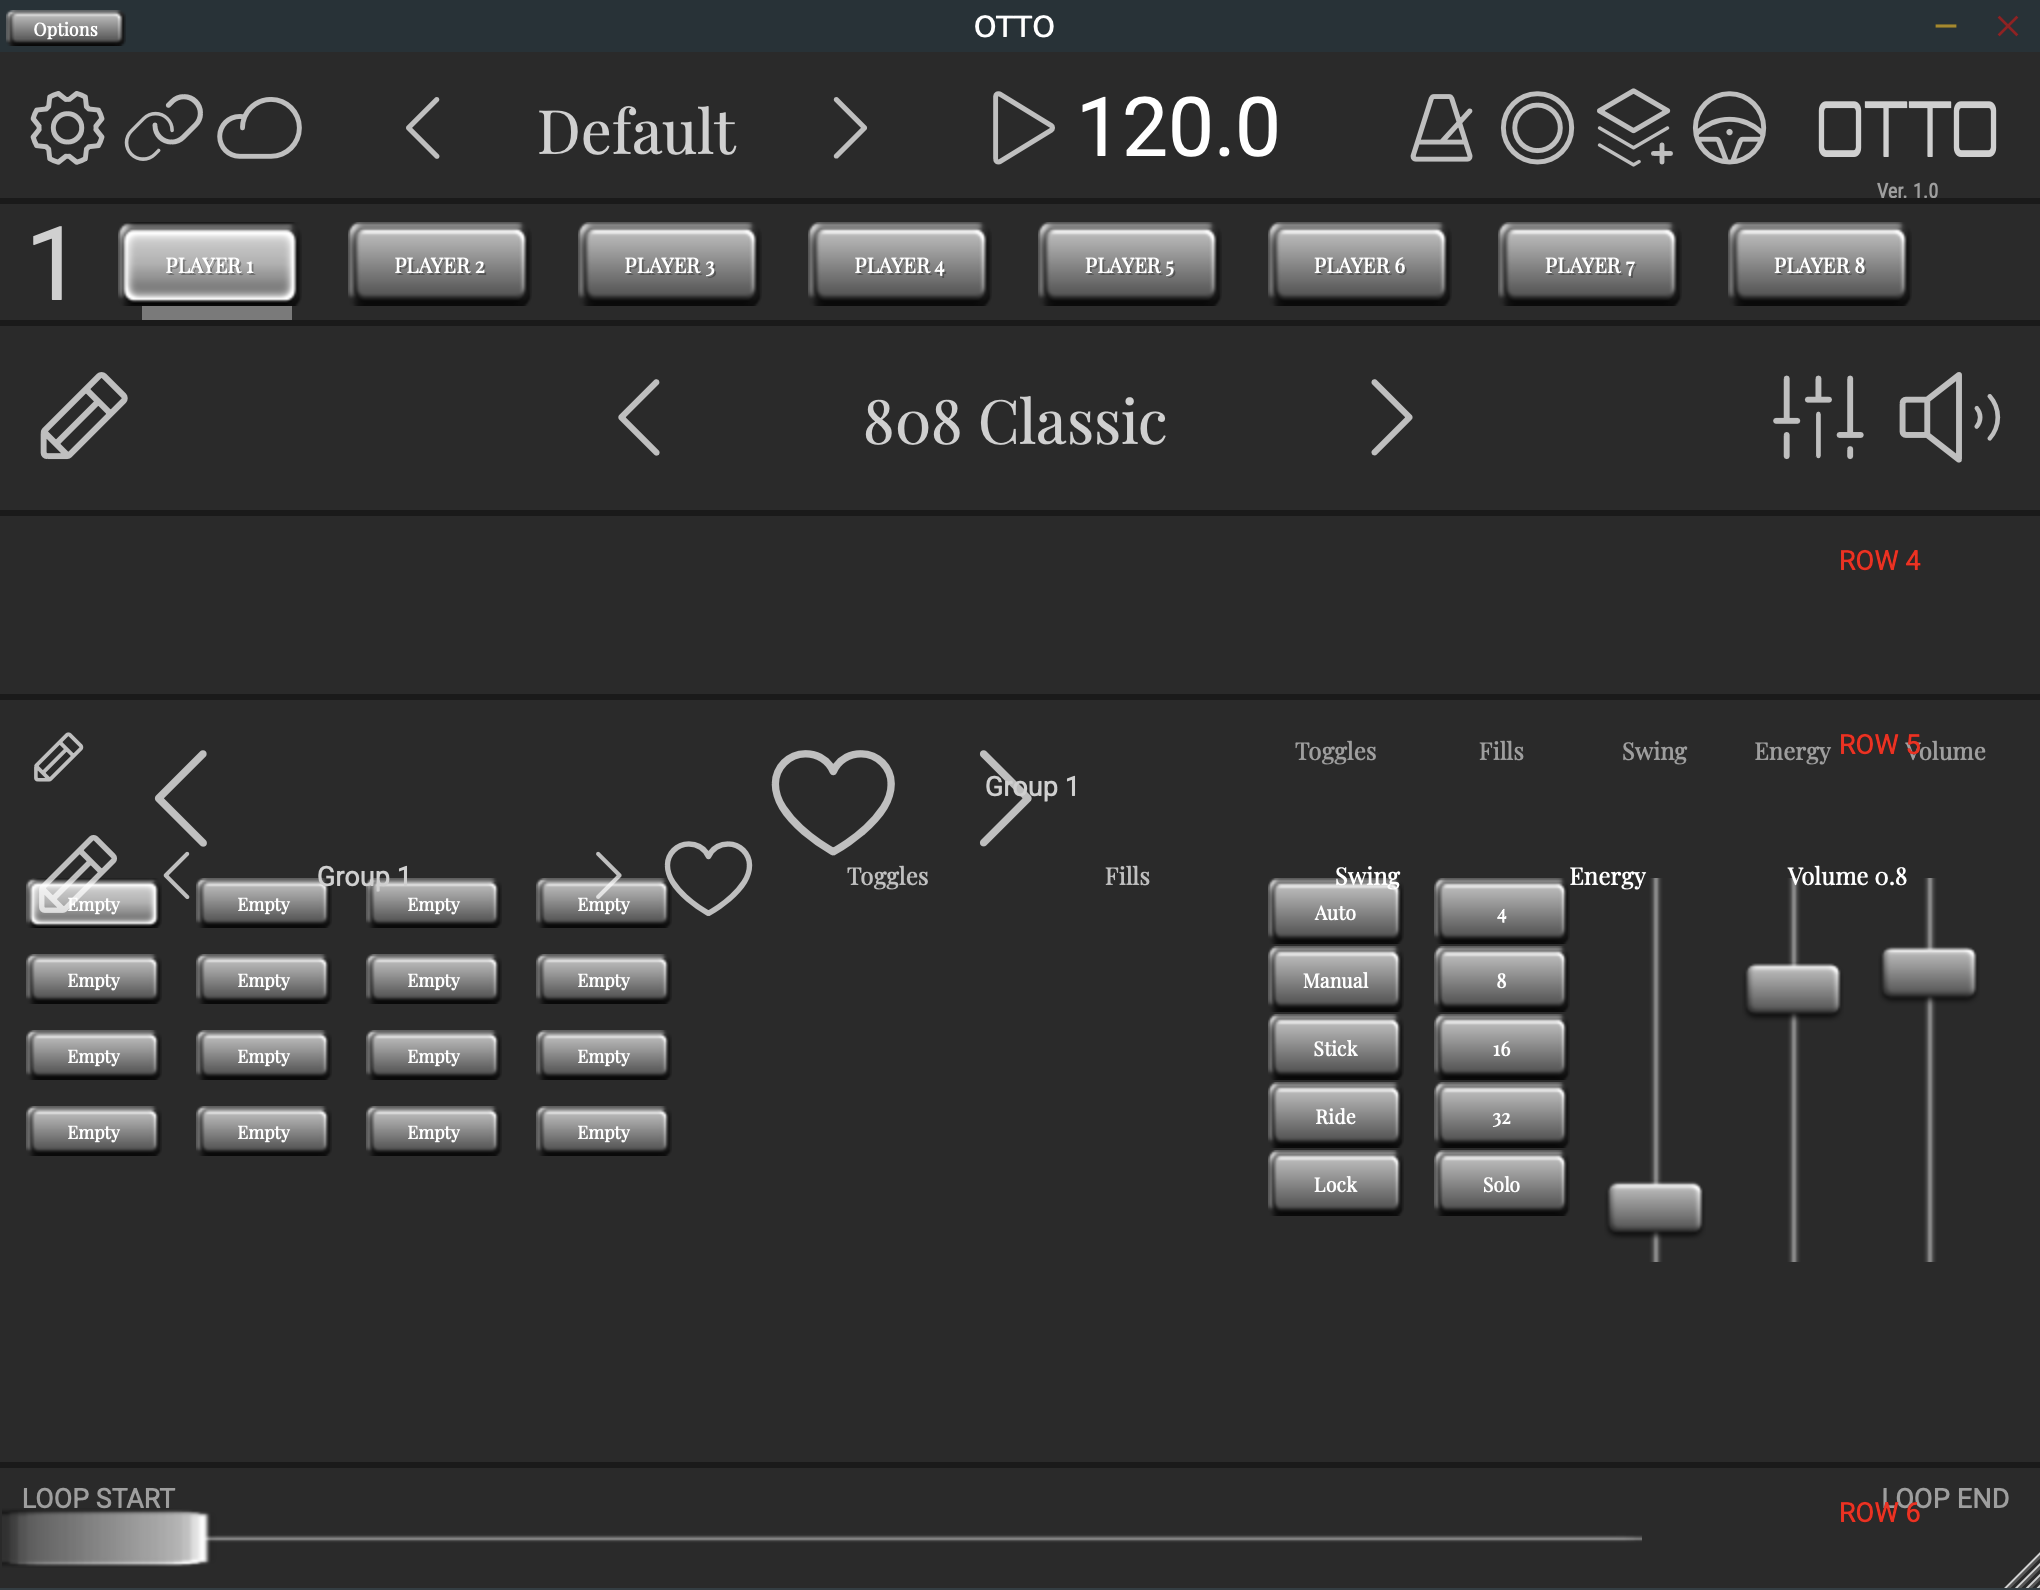 Options
OTTO
Default
120.0
OTTO
Ver. 1.0
1
PLAYER 1
PLAYER 2
PLAYER 3
PLAYER 4
PLAYER 5
PLAYER 6
PLAYER 7
PLAYER 8
808 Classic
ROW 4
Toggles
Fills
Swing
Energy
ROW 5
Volume
Group 1
Group 1
Toggles
Fills
Swing
Energy
Volume 0.8
Empty
Empty
Empty
Empty
Auto
4
Empty
Empty
Empty
Empty
Manual
8
Empty
Empty
Empty
Empty
Stick
16
Empty
Empty
Empty
Empty
Ride
32
Lock
Solo
LOOP START
LOOP END
ROW 6